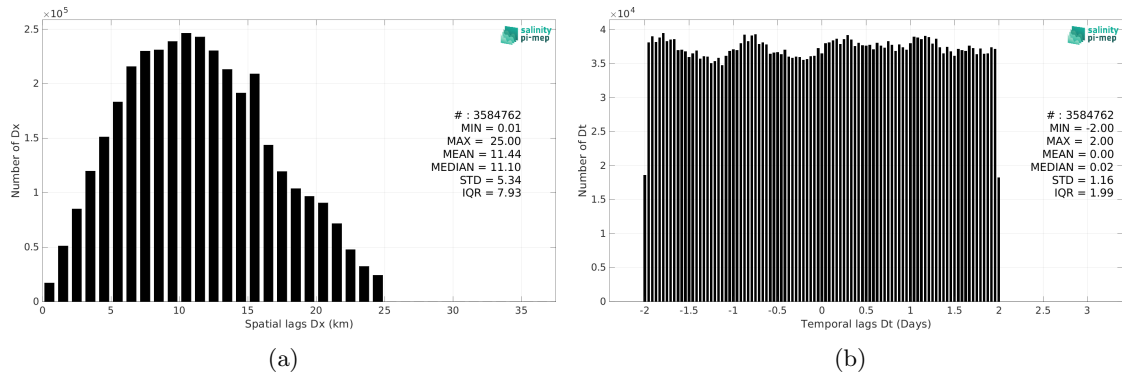 ×10⁵
2.5
2
1.5
1
0.5
0
Number of Dx
0 5 10 15 20 25 30 35
Spatial lags Dx (km)
salinity
pi-mep
# : 3584762
MIN = 0.01
MAX = 25.00
MEAN = 11.44
MEDIAN = 11.10
STD = 5.34
IQR = 7.93
(a)
×10⁴
4
3.5
3
2.5
2
1.5
1
0.5
0
Number of Dt
-2 -1.5 -1 -0.5 0 0.5 1 1.5 2 2.5 3
Temporal lags Dt (Days)
salinity
pi-mep
# : 3584762
MIN = -2.00
MAX = 2.00
MEAN = 0.00
MEDIAN = 0.02
STD = 1.16
IQR = 1.99
(b)